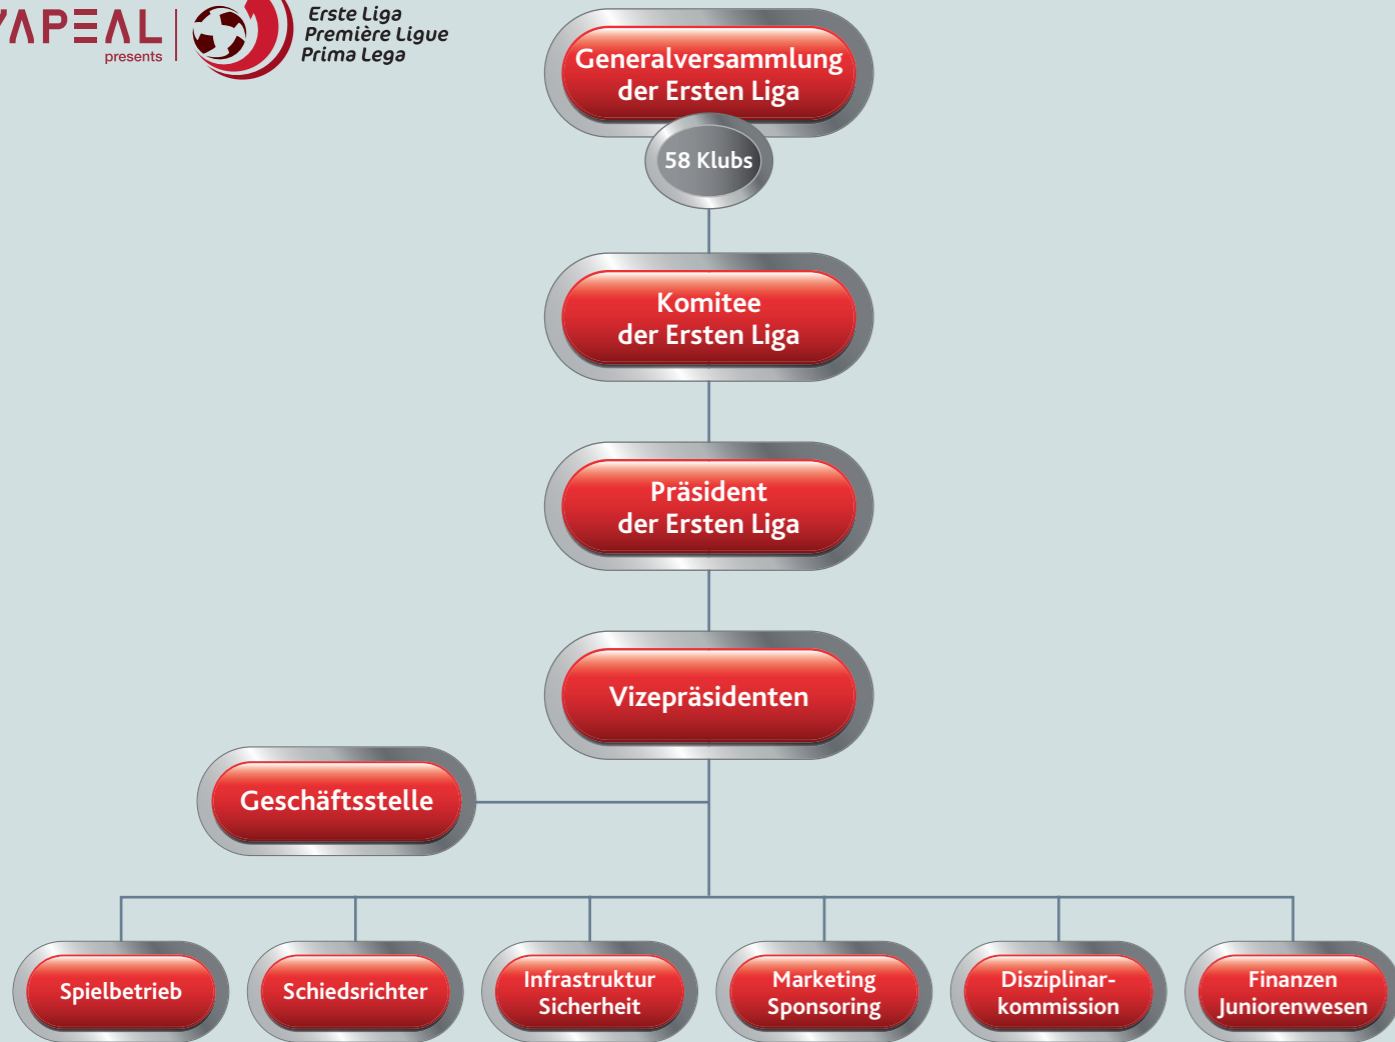 YAPEAL
presents
Erste Liga
Première Ligue
Prima Lega
Generalversammlung
der Ersten Liga
58 Klubs
Komitee
der Ersten Liga
Präsident
der Ersten Liga
Vizepräsidenten
Geschäftsstelle
Spielbetrieb
Schiedsrichter
Infrastruktur
Sicherheit
Marketing
Sponsoring
Disziplinar-
kommission
Finanzen
Juniorenwesen